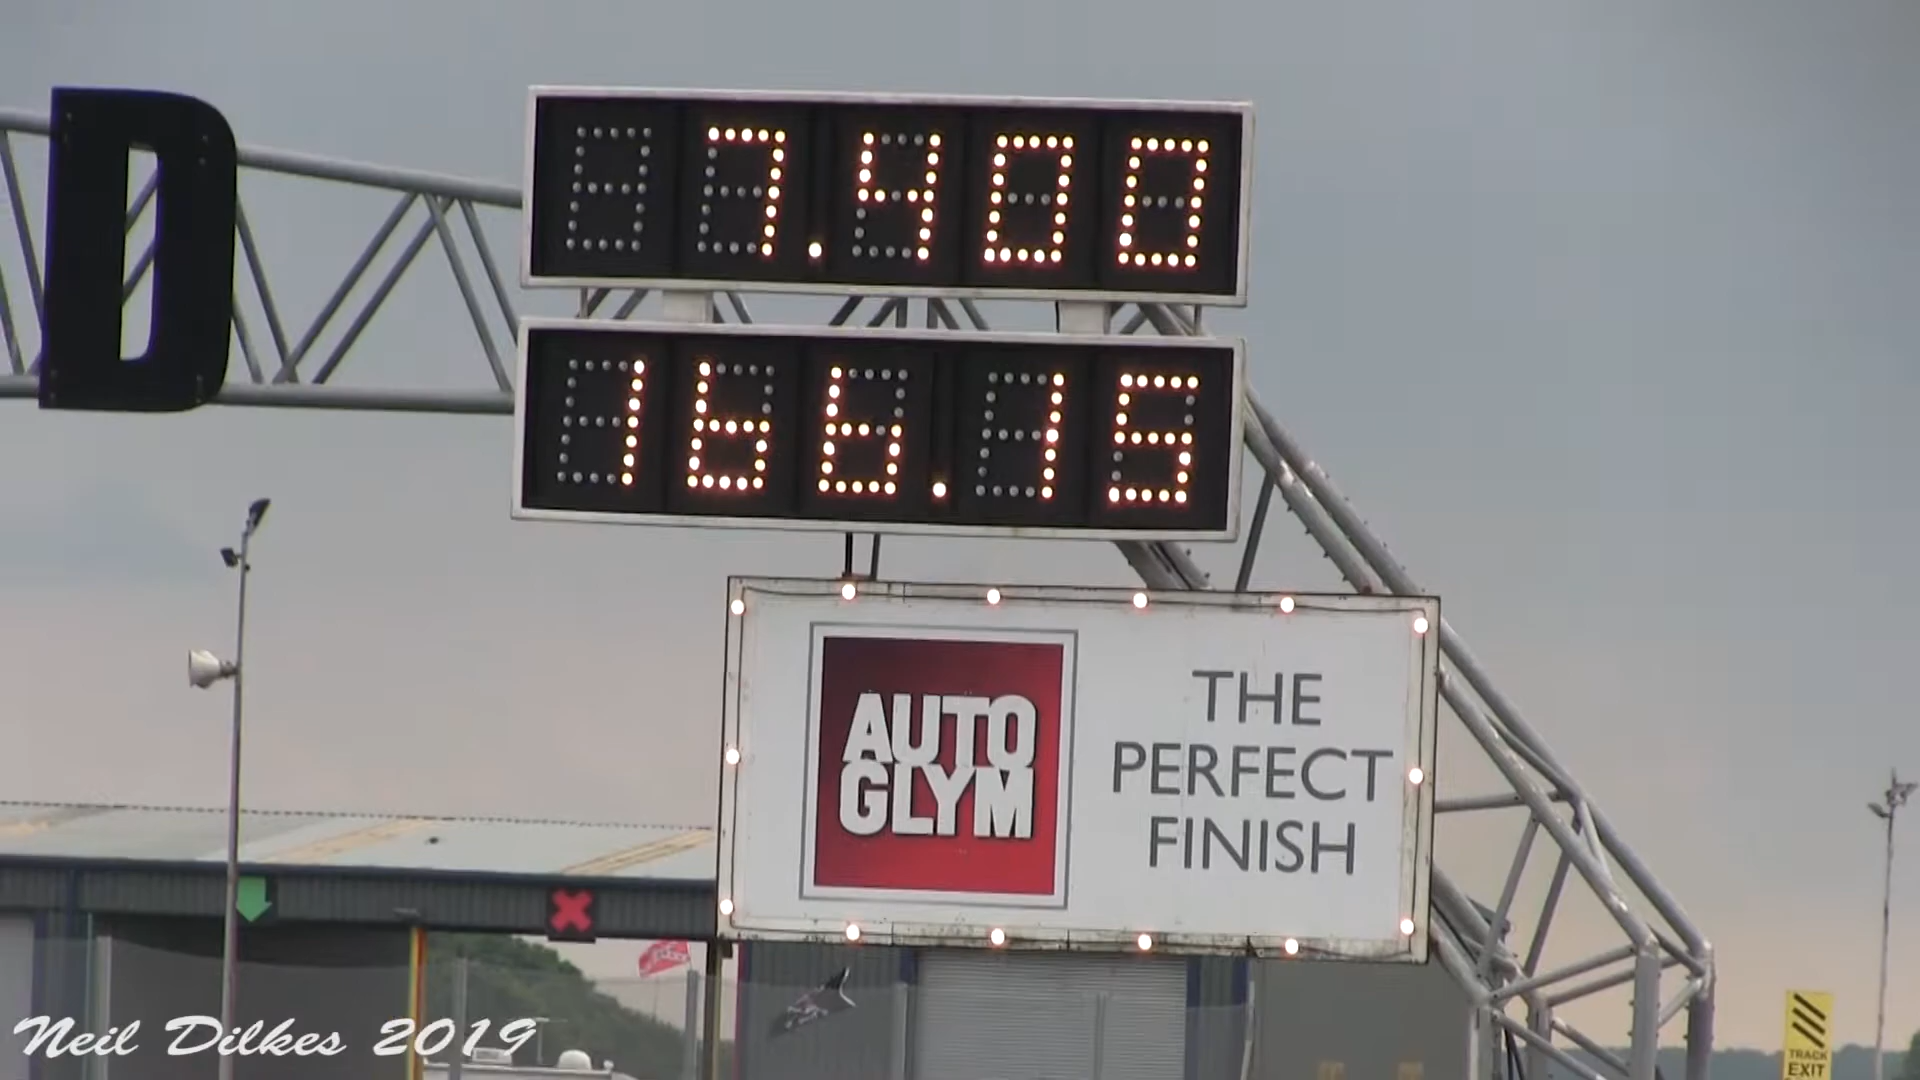 D
7.400
166.15
AUTO
GLYM
THE
PERFECT
FINISH
TRACK
EXIT
Neil Dilkes 2019